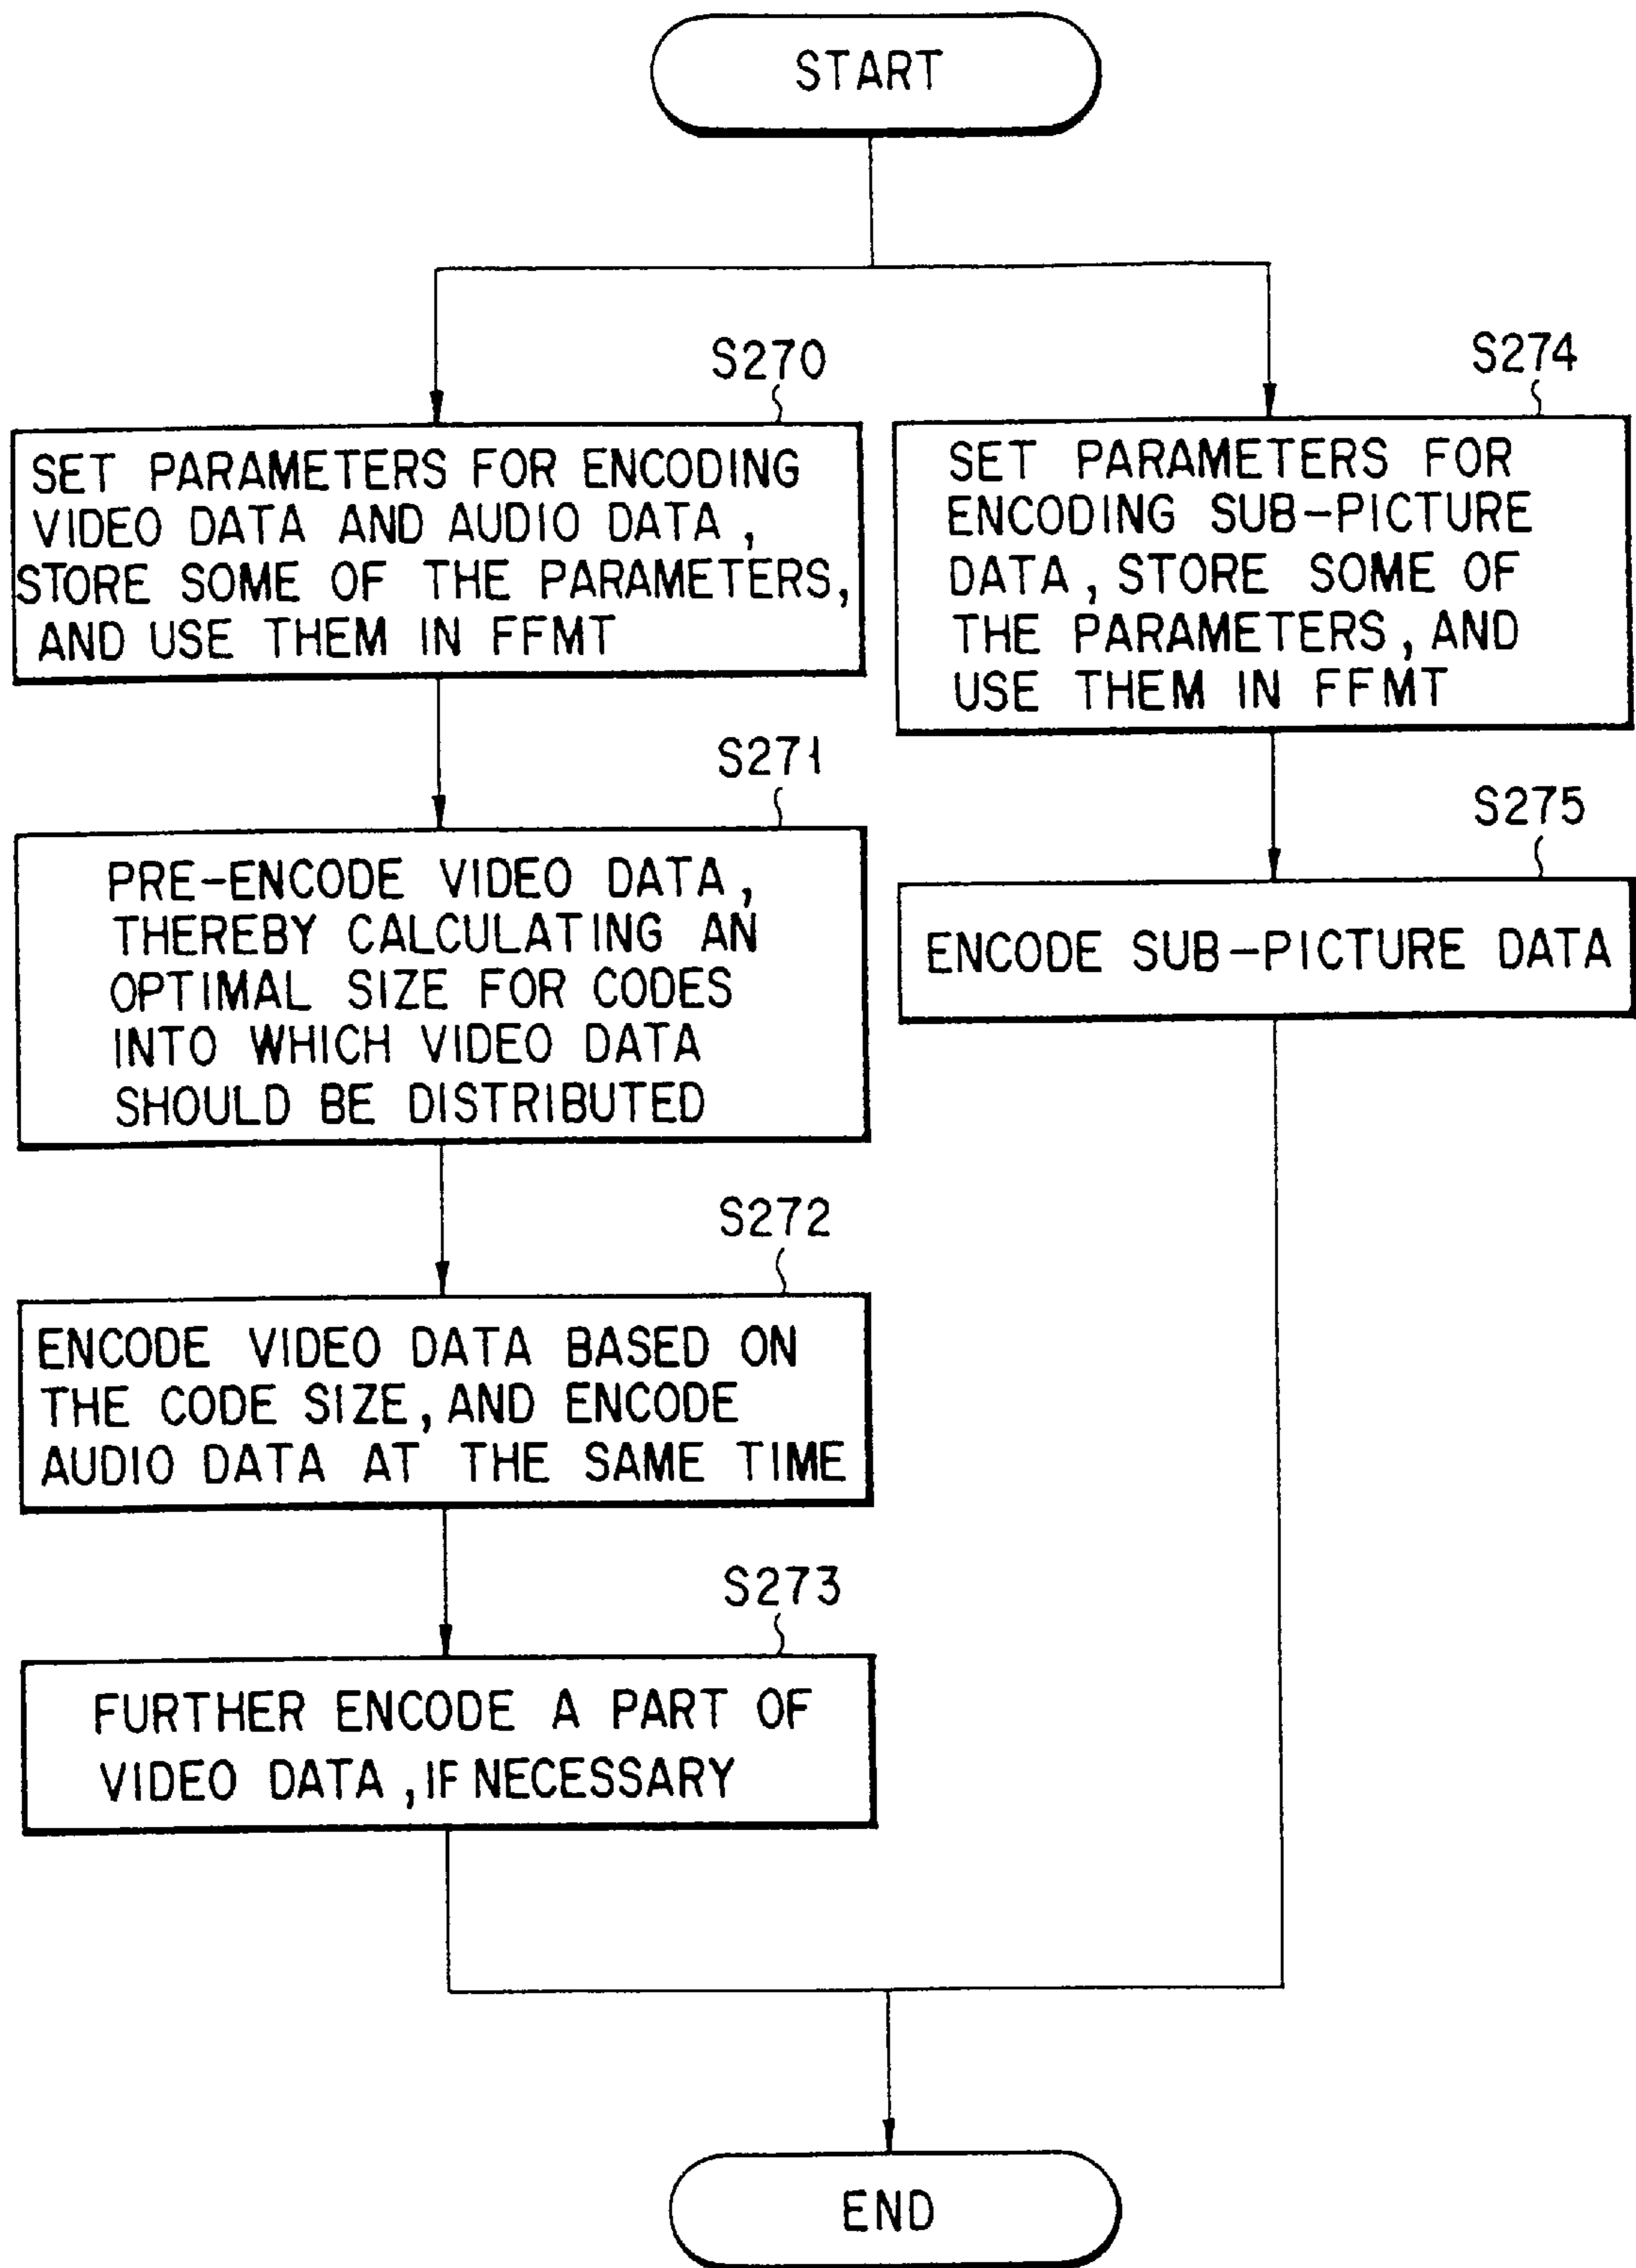 START
S270
SET PARAMETERS FOR ENCODING
VIDEO DATA AND AUDIO DATA,
STORE SOME OF THE PARAMETERS,
AND USE THEM IN FFMT
S271
PRE-ENCODE VIDEO DATA,
THEREBY CALCULATING AN
OPTIMAL SIZE FOR CODES
INTO WHICH VIDEO DATA
SHOULD BE DISTRIBUTED
S272
ENCODE VIDEO DATA BASED ON
THE CODE SIZE, AND ENCODE
AUDIO DATA AT THE SAME TIME
S273
FURTHER ENCODE A PART OF
VIDEO DATA, IF NECESSARY
S274
SET PARAMETERS FOR
ENCODING SUB-PICTURE
DATA, STORE SOME OF
THE PARAMETERS, AND
USE THEM IN FFMT
S275
ENCODE SUB-PICTURE DATA
END